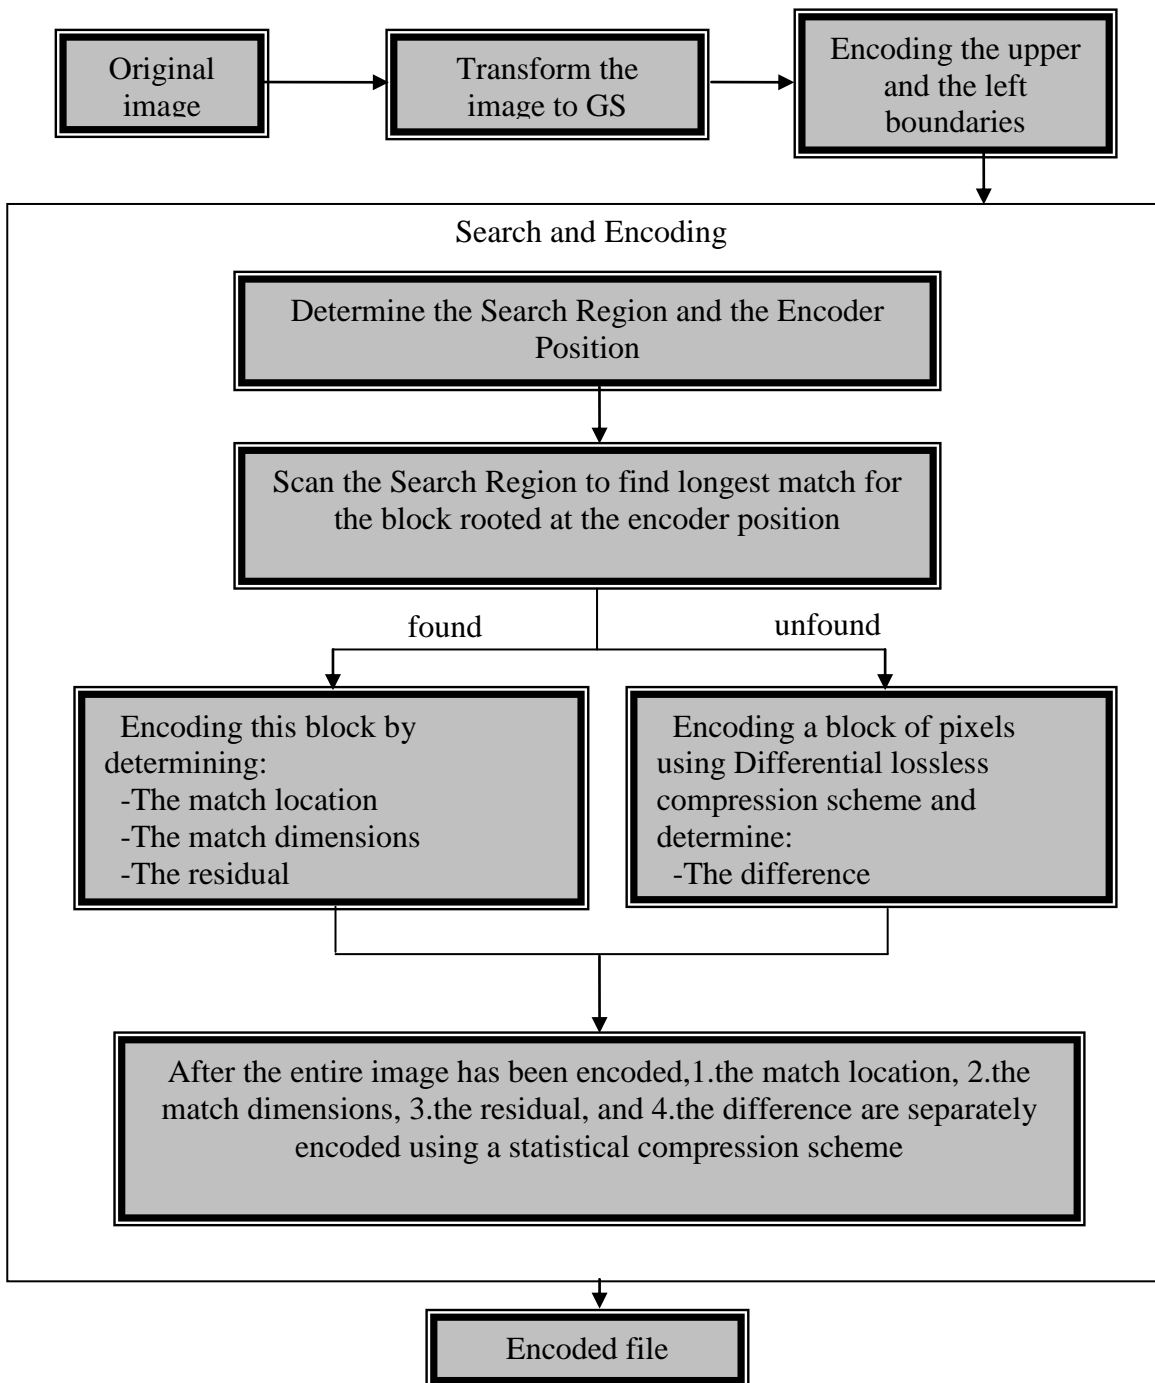 Original
image
Transform the
image to GS
Encoding the upper
and the left
boundaries
Search and Encoding
Determine the Search Region and the Encoder
Position
Scan the Search Region to find longest match for
the block rooted at the encoder position
found
unfound
Encoding this block by
determining:
-The match location
-The match dimensions
-The residual
Encoding a block of pixels
using Differential lossless
compression scheme and
determine:
-The difference
After the entire image has been encoded,1.the match location, 2.the
match dimensions, 3.the residual, and 4.the difference are separately
encoded using a statistical compression scheme
Encoded file